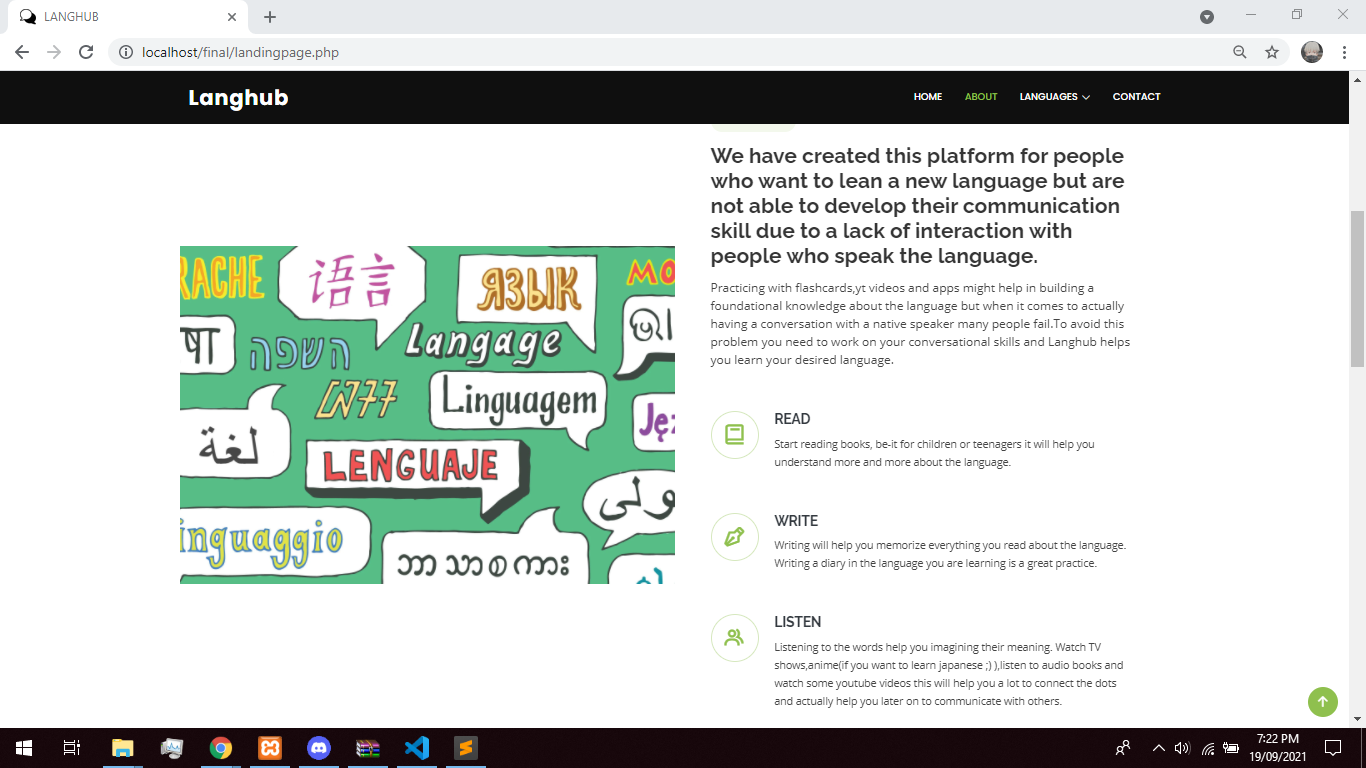 LANGHUB
localhost/final/landingpage.php
Langhub
HOME ABOUT LANGUAGES CONTACT
We have created this platform for people
who want to lean a new language but are
not able to develop their communication
skill due to a lack of interaction with
people who speak the language.
Practicing with flashcards,yt videos and apps might help in building a
foundational knowledge about the language but when it comes to actually
having a conversation with a native speaker many people fail.To avoid this
problem you need to work on your conversational skills and Langhub helps
you learn your desired language.
RACHE
语言
ЯЗЫК
MO
השפה
Langage
Linguagem
Języ
لغة
LENGUAJE
inguaggio
ဘာသာစကား
READ
Start reading books, be-it for children or teenagers it will help you
understand more and more about the language.
WRITE
Writing will help you memorize everything you read about the language.
Writing a diary in the language you are learning is a great practice.
LISTEN
Listening to the words help you imagining their meaning. Watch TV
shows,anime(if you want to learn japanese ;) ),listen to audio books and
watch some youtube videos this will help you a lot to connect the dots
and actually help you later on to communicate with others.
7:22 PM
19/09/2021